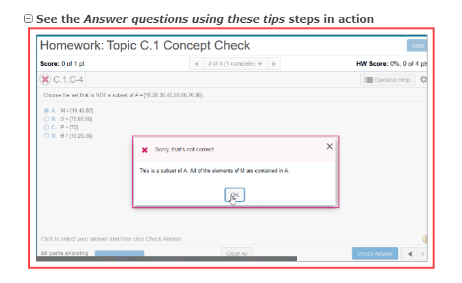 See the Answer questions using these tips steps in action
Homework: Topic C.1 Concept Check
Save
Score: 0 of 1 pt
4 of 4 (1 complete)
HW Score: 0%, 0 of 4 pts
C.1.C-4
Question Help
Choose the set that is NOT a subset of A = {10,20,30,40,50,60,70,80}.
A. M = {10,40,80}
B.
C. P = {70}
D. B = {10,20,30}
Sorry, that's not correct
This is a subset of A. All of the elements of M are contained in A.
OK
Click to select your answer and then click Check Answer
All parts showing
Clear All
Check Answer